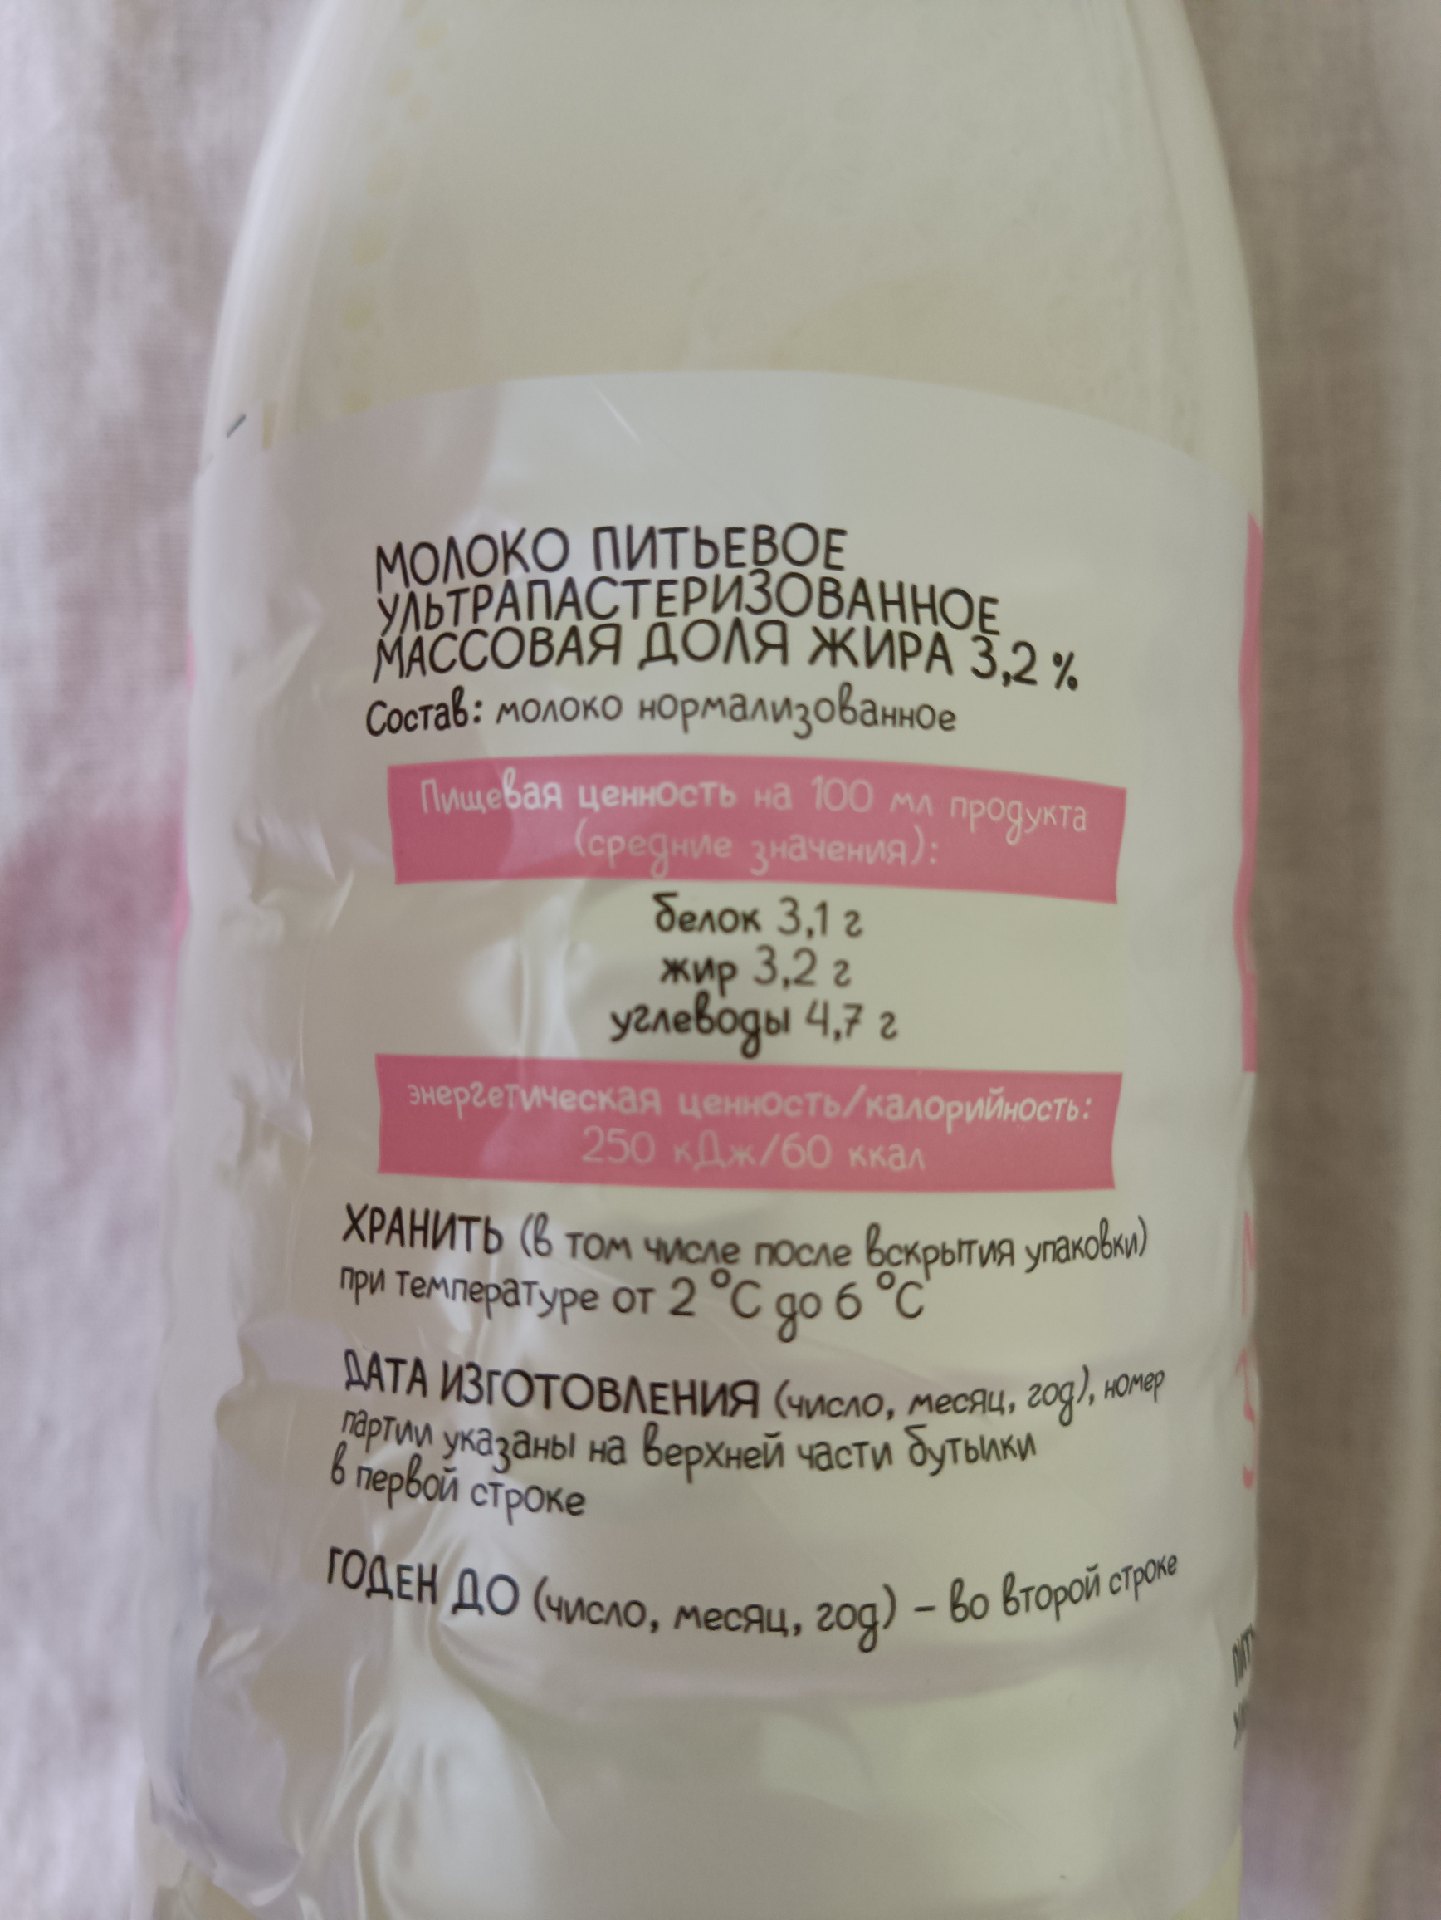 МОЛОКО ПИТЬЕВОЕ
УЛЬТРАПАСТЕРИЗОВАННОЕ
МАССОВАЯ ДОЛЯ ЖИРА 3,2 %
Состав: молоко нормализованное
Пищевая ценность на 100 мл продукта
(средние значения):
белок 3,1 г
жир 3,2 г
углеводы 4,7 г
энергетическая ценность/калорийность:
250 кДж/60 ккал
ХРАНИТЬ (в том числе после вскрытия упаковки)
при температуре от 2 °С до 6 °С
ДАТА ИЗГОТОВЛЕНИЯ (число, месяц, год), номер
партии указаны на верхней части бутылки
в первой строке
ГОДЕН ДО (число, месяц, год) – во второй строке